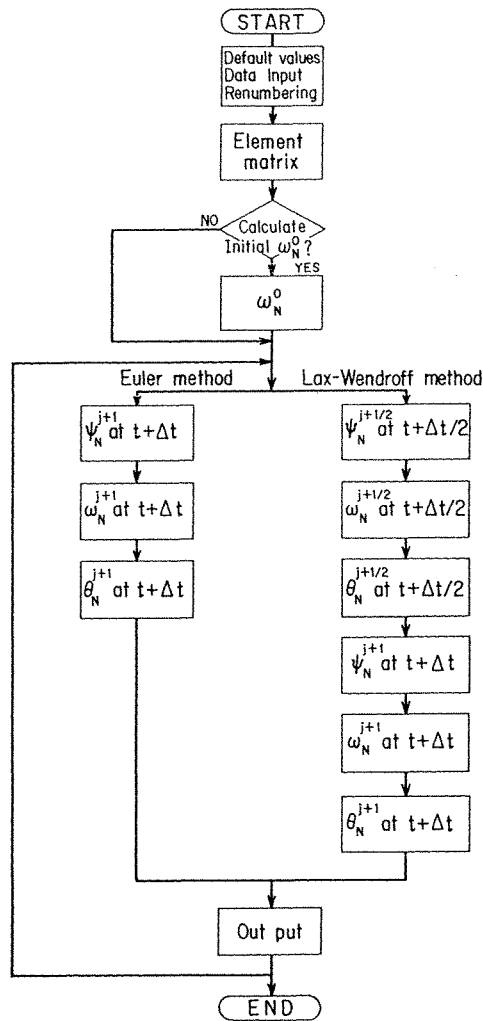 START
Default values
Data Input
Renumbering
Element
matrix
NO
Calculate
Initial ω_N^0 ?
YES
ω_N^0
Euler method
Lax-Wendroff method
ψ_N^{j+1} at t+Δt
ω_N^{j+1} at t+Δt
θ_N^{j+1} at t+Δt
ψ_N^{j+1/2} at t+Δt/2
ω_N^{j+1/2} at t+Δt/2
θ_N^{j+1/2} at t+Δt/2
ψ_N^{j+1} at t+Δt
ω_N^{j+1} at t+Δt
θ_N^{j+1} at t+Δt
Out put
END